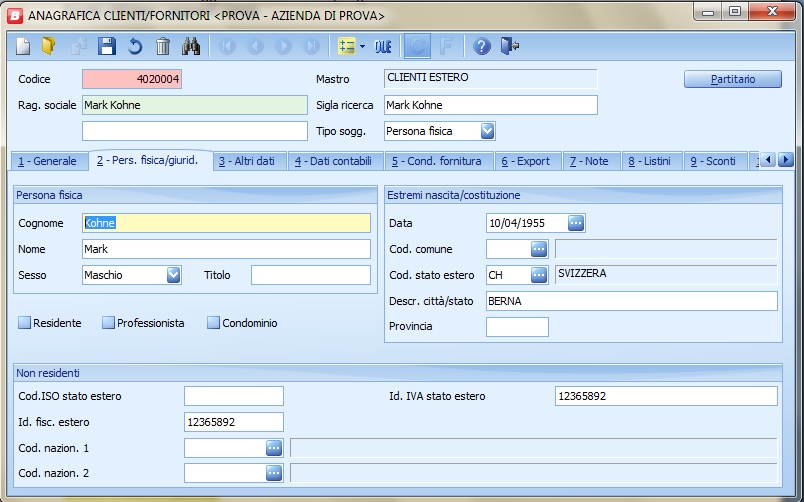 B ANAGRAFICA CLIENTI/FORNITORI <PROVA - AZIENDA DI PROVA>
DUE C F ?
Codice 4020004 Mastro CLIENTI ESTERO Partitario
Rag. sociale Mark Kohne Sigla ricerca Mark Kohne
Tipo sogg. Persona fisica
1 - Generale 2 - Pers. fisica/giurid. 3 - Altri dati 4 - Dati contabili 5 - Cond. fornitura 6 - Export 7 - Note 8 - Listini 9 - Sconti
Persona fisica Estremi nascita/costituzione
Cognome Kohne Data 10/04/1955 ...
Nome Mark Cod. comune ...
Sesso Maschio Titolo Cod. stato estero CH ... SVIZZERA
Descr. città/stato BERNA
Residente Professionista Condominio Provincia
Non residenti
Cod.ISO stato estero Id. IVA stato estero 12365892
Id. fisc. estero 12365892
Cod. nazion. 1 ...
Cod. nazion. 2 ...